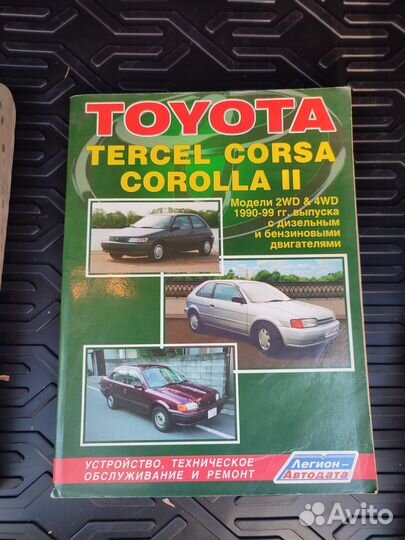 TOYOTA
TERCEL CORSA
COROLLA II
Модели 2WD & 4WD
1990-99 гг. выпуска
с дизельным
и бензиновыми
двигателями
УСТРОЙСТВО, ТЕХНИЧЕСКОЕ
ОБСЛУЖИВАНИЕ И РЕМОНТ
Легион-
Автодата
Avito